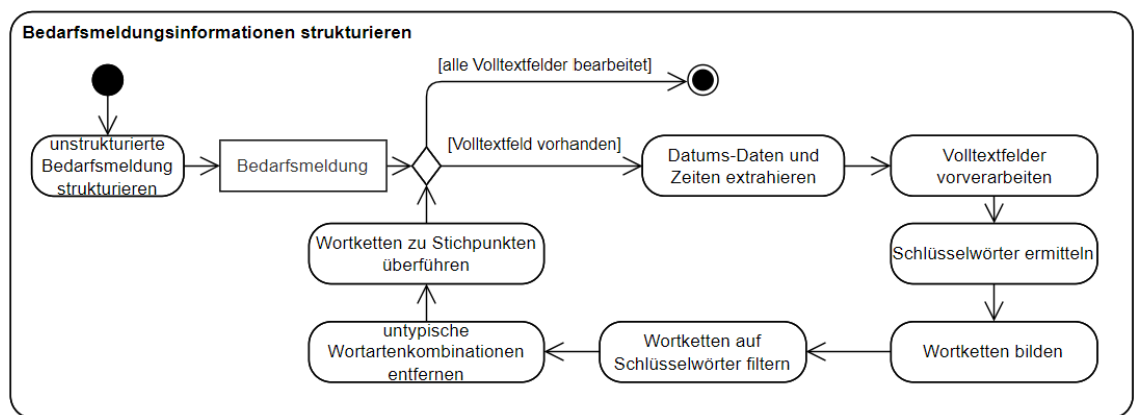 Bedarfsmeldungsinformationen strukturieren
[alle Volltextfelder bearbeitet]
unstrukturierte
Bedarfsmeldung
strukturieren
Bedarfsmeldung
[Volltextfeld vorhanden]
Datums-Daten und
Zeiten extrahieren
Volltextfelder
vorverarbeiten
Schlüsselwörter ermitteln
Wortketten bilden
Wortketten auf
Schlüsselwörter filtern
untypische
Wortartenkombinationen
entfernen
Wortketten zu Stichpunkten
überführen